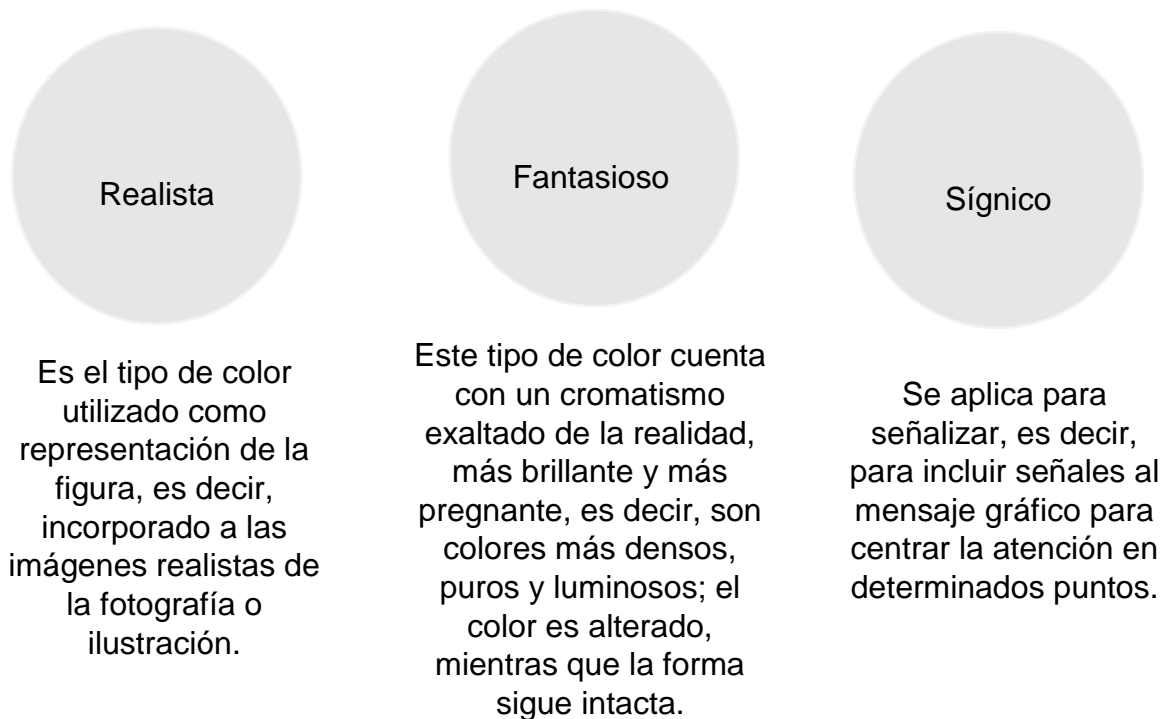 Realista
Es el tipo de color
utilizado como
representación de la
figura, es decir,
incorporado a las
imágenes realistas de
la fotografía o
ilustración.
Fantasioso
Este tipo de color cuenta
con un cromatismo
exaltado de la realidad,
más brillante y más
pregnante, es decir, son
colores más densos,
puros y luminosos; el
color es alterado,
mientras que la forma
sigue intacta.
Sígnico
Se aplica para
señalizar, es decir,
para incluir señales al
mensaje gráfico para
centrar la atención en
determinados puntos.